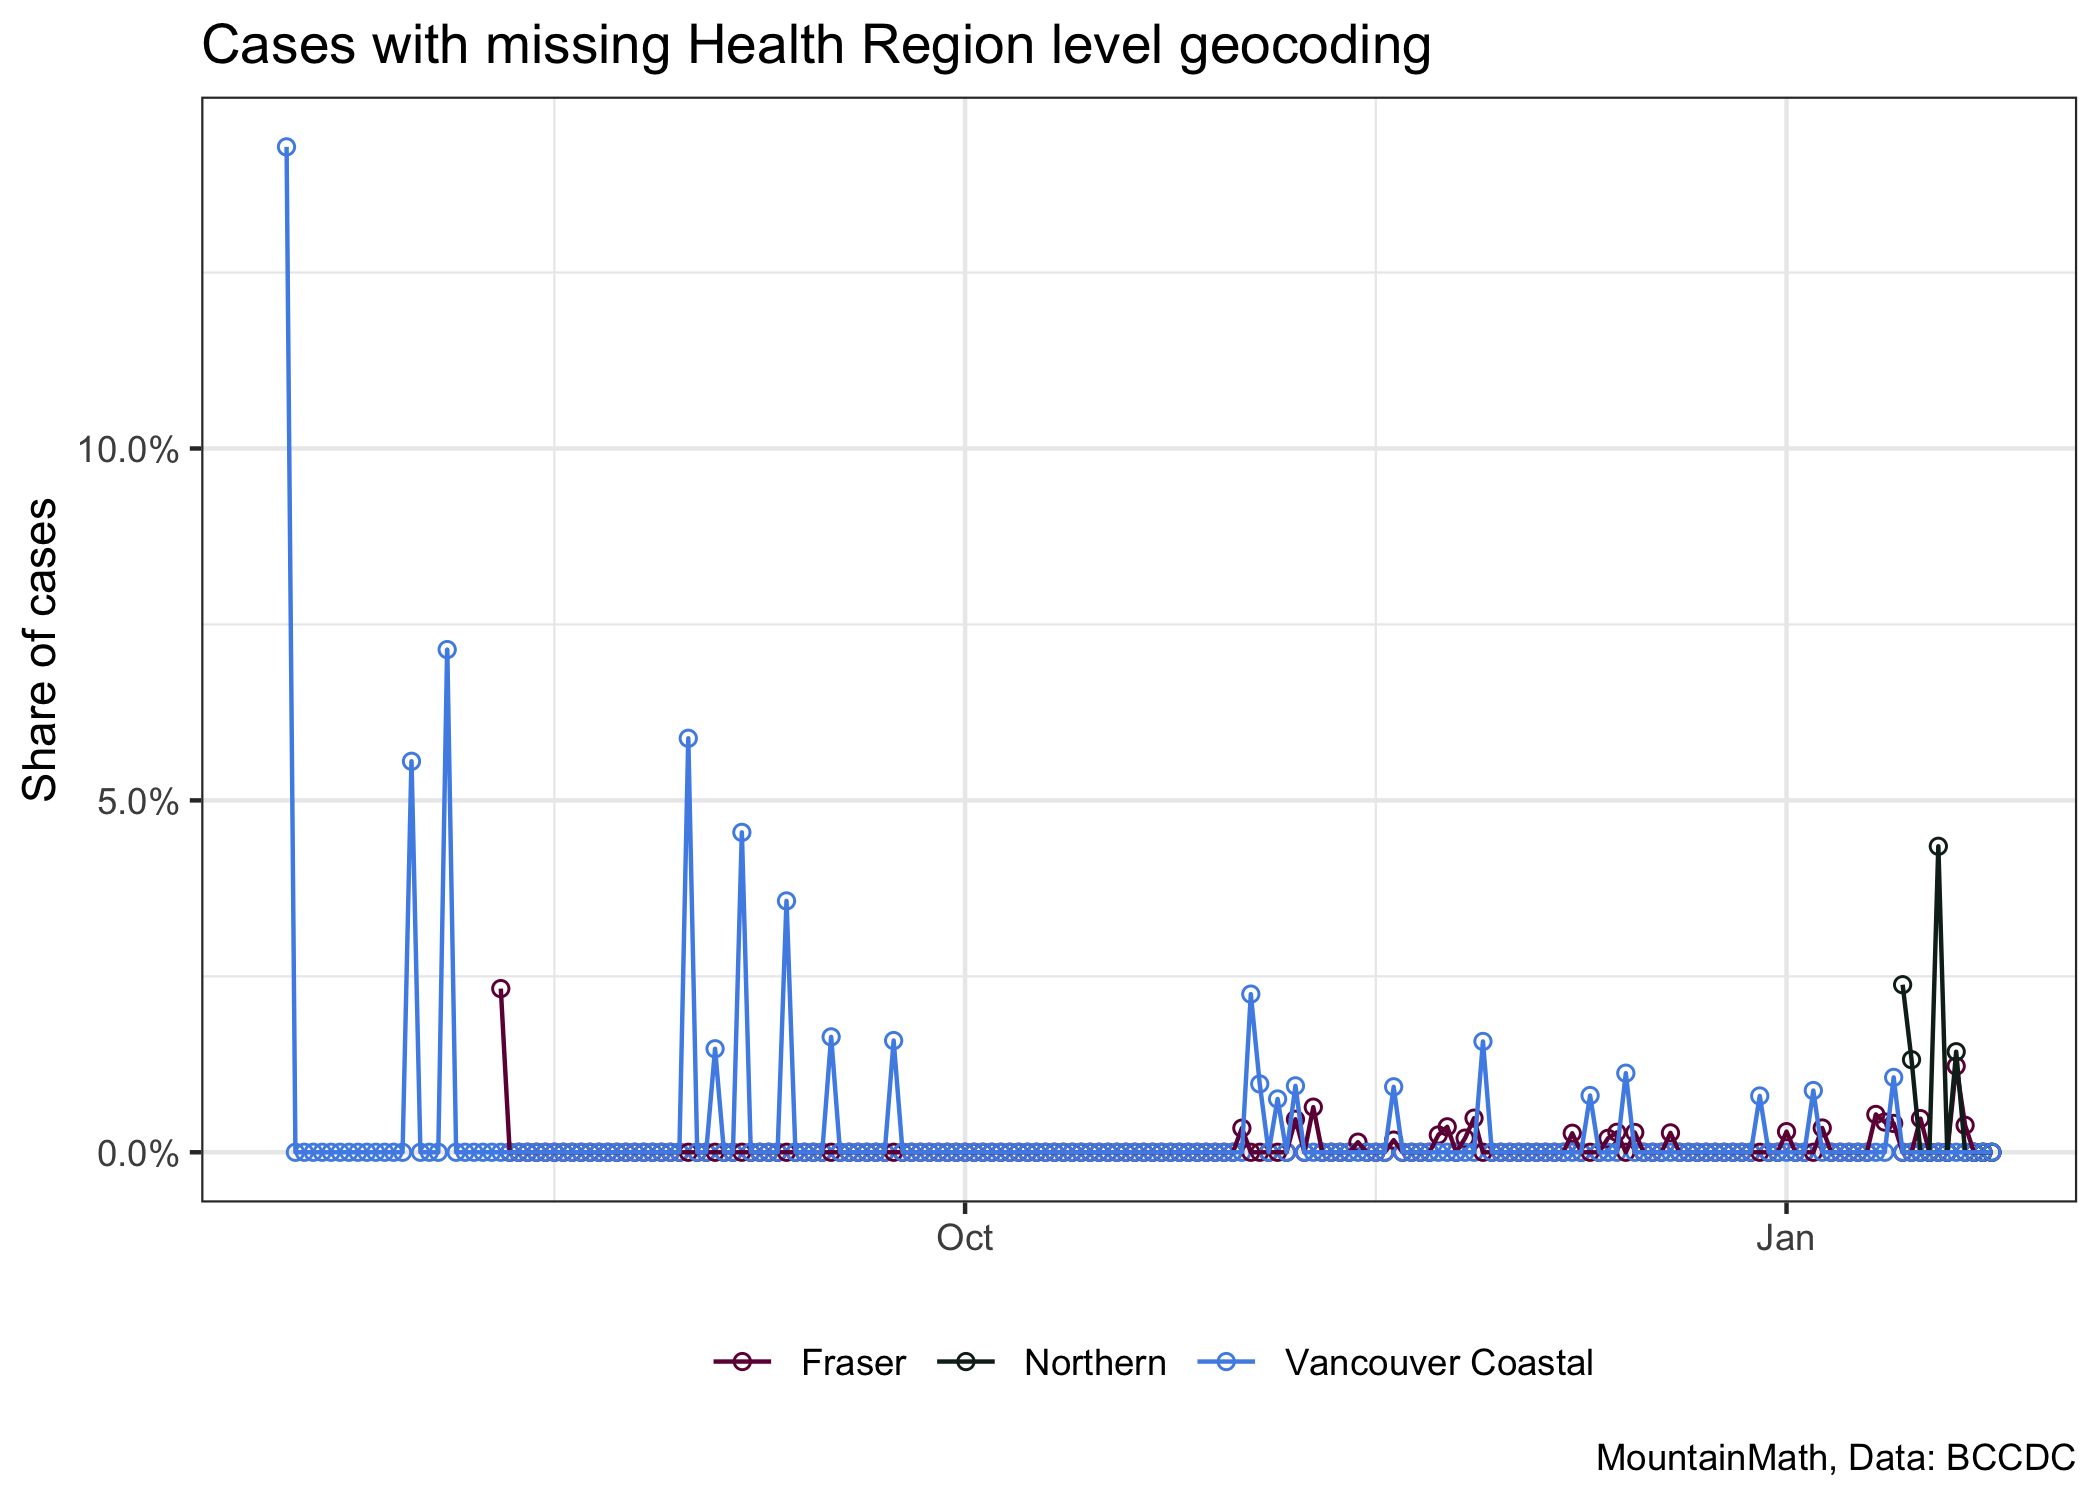 Cases with missing Health Region level geocoding
Share of cases
10.0%
5.0%
0.0%
Oct
Jan
Fraser
Northern
Vancouver Coastal
MountainMath, Data: BCCDC